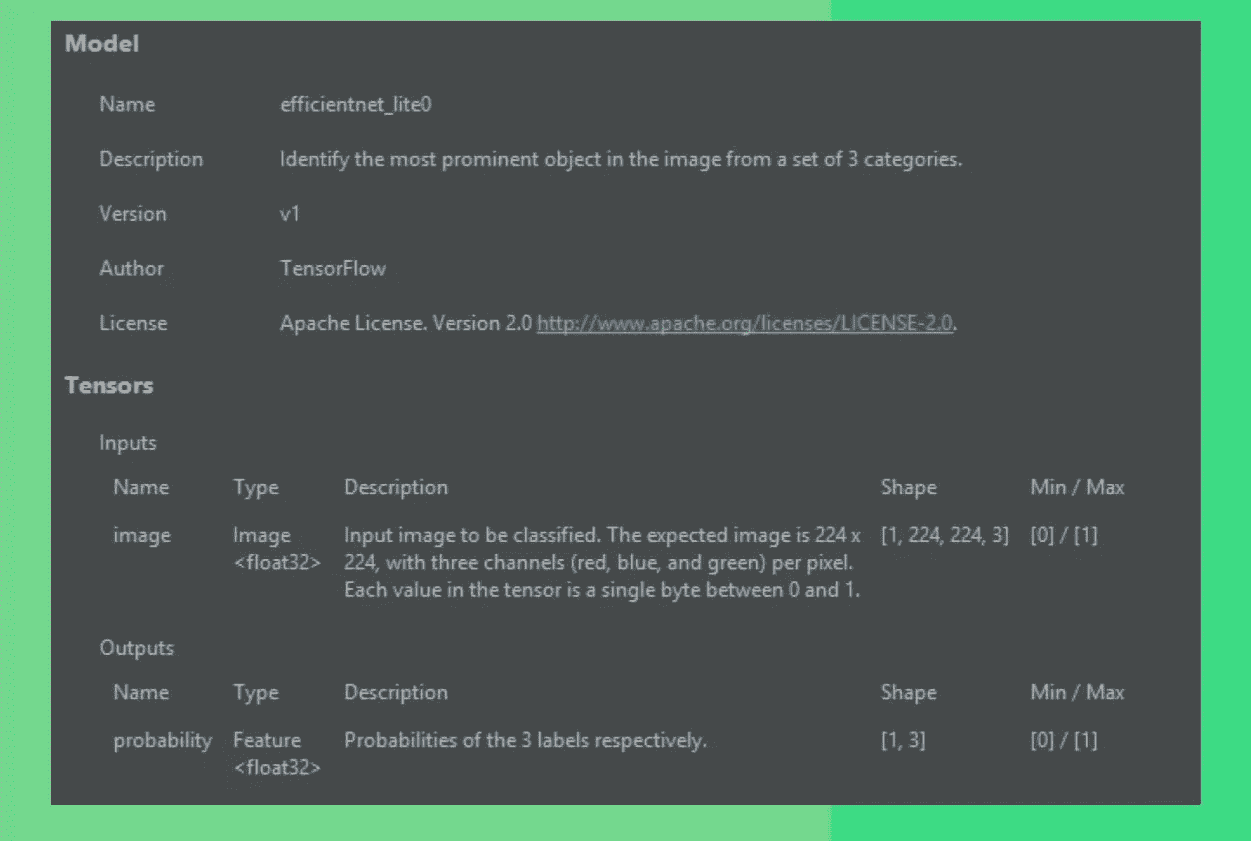 Model
Name efficientnet_lite0
Description Identify the most prominent object in the image from a set of 3 categories.
Version v1
Author TensorFlow
License Apache License. Version 2.0 http://www.apache.org/licenses/LICENSE-2.0.
Tensors
Inputs
Name Type Description Shape Min / Max
image Image Input image to be classified. The expected image is 224 x [1, 224, 224, 3] [0] / [1]
<float32> 224, with three channels (red, blue, and green) per pixel.
Each value in the tensor is a single byte between 0 and 1.
Outputs
Name Type Description Shape Min / Max
probability Feature Probabilities of the 3 labels respectively. [1, 3] [0] / [1]
<float32>